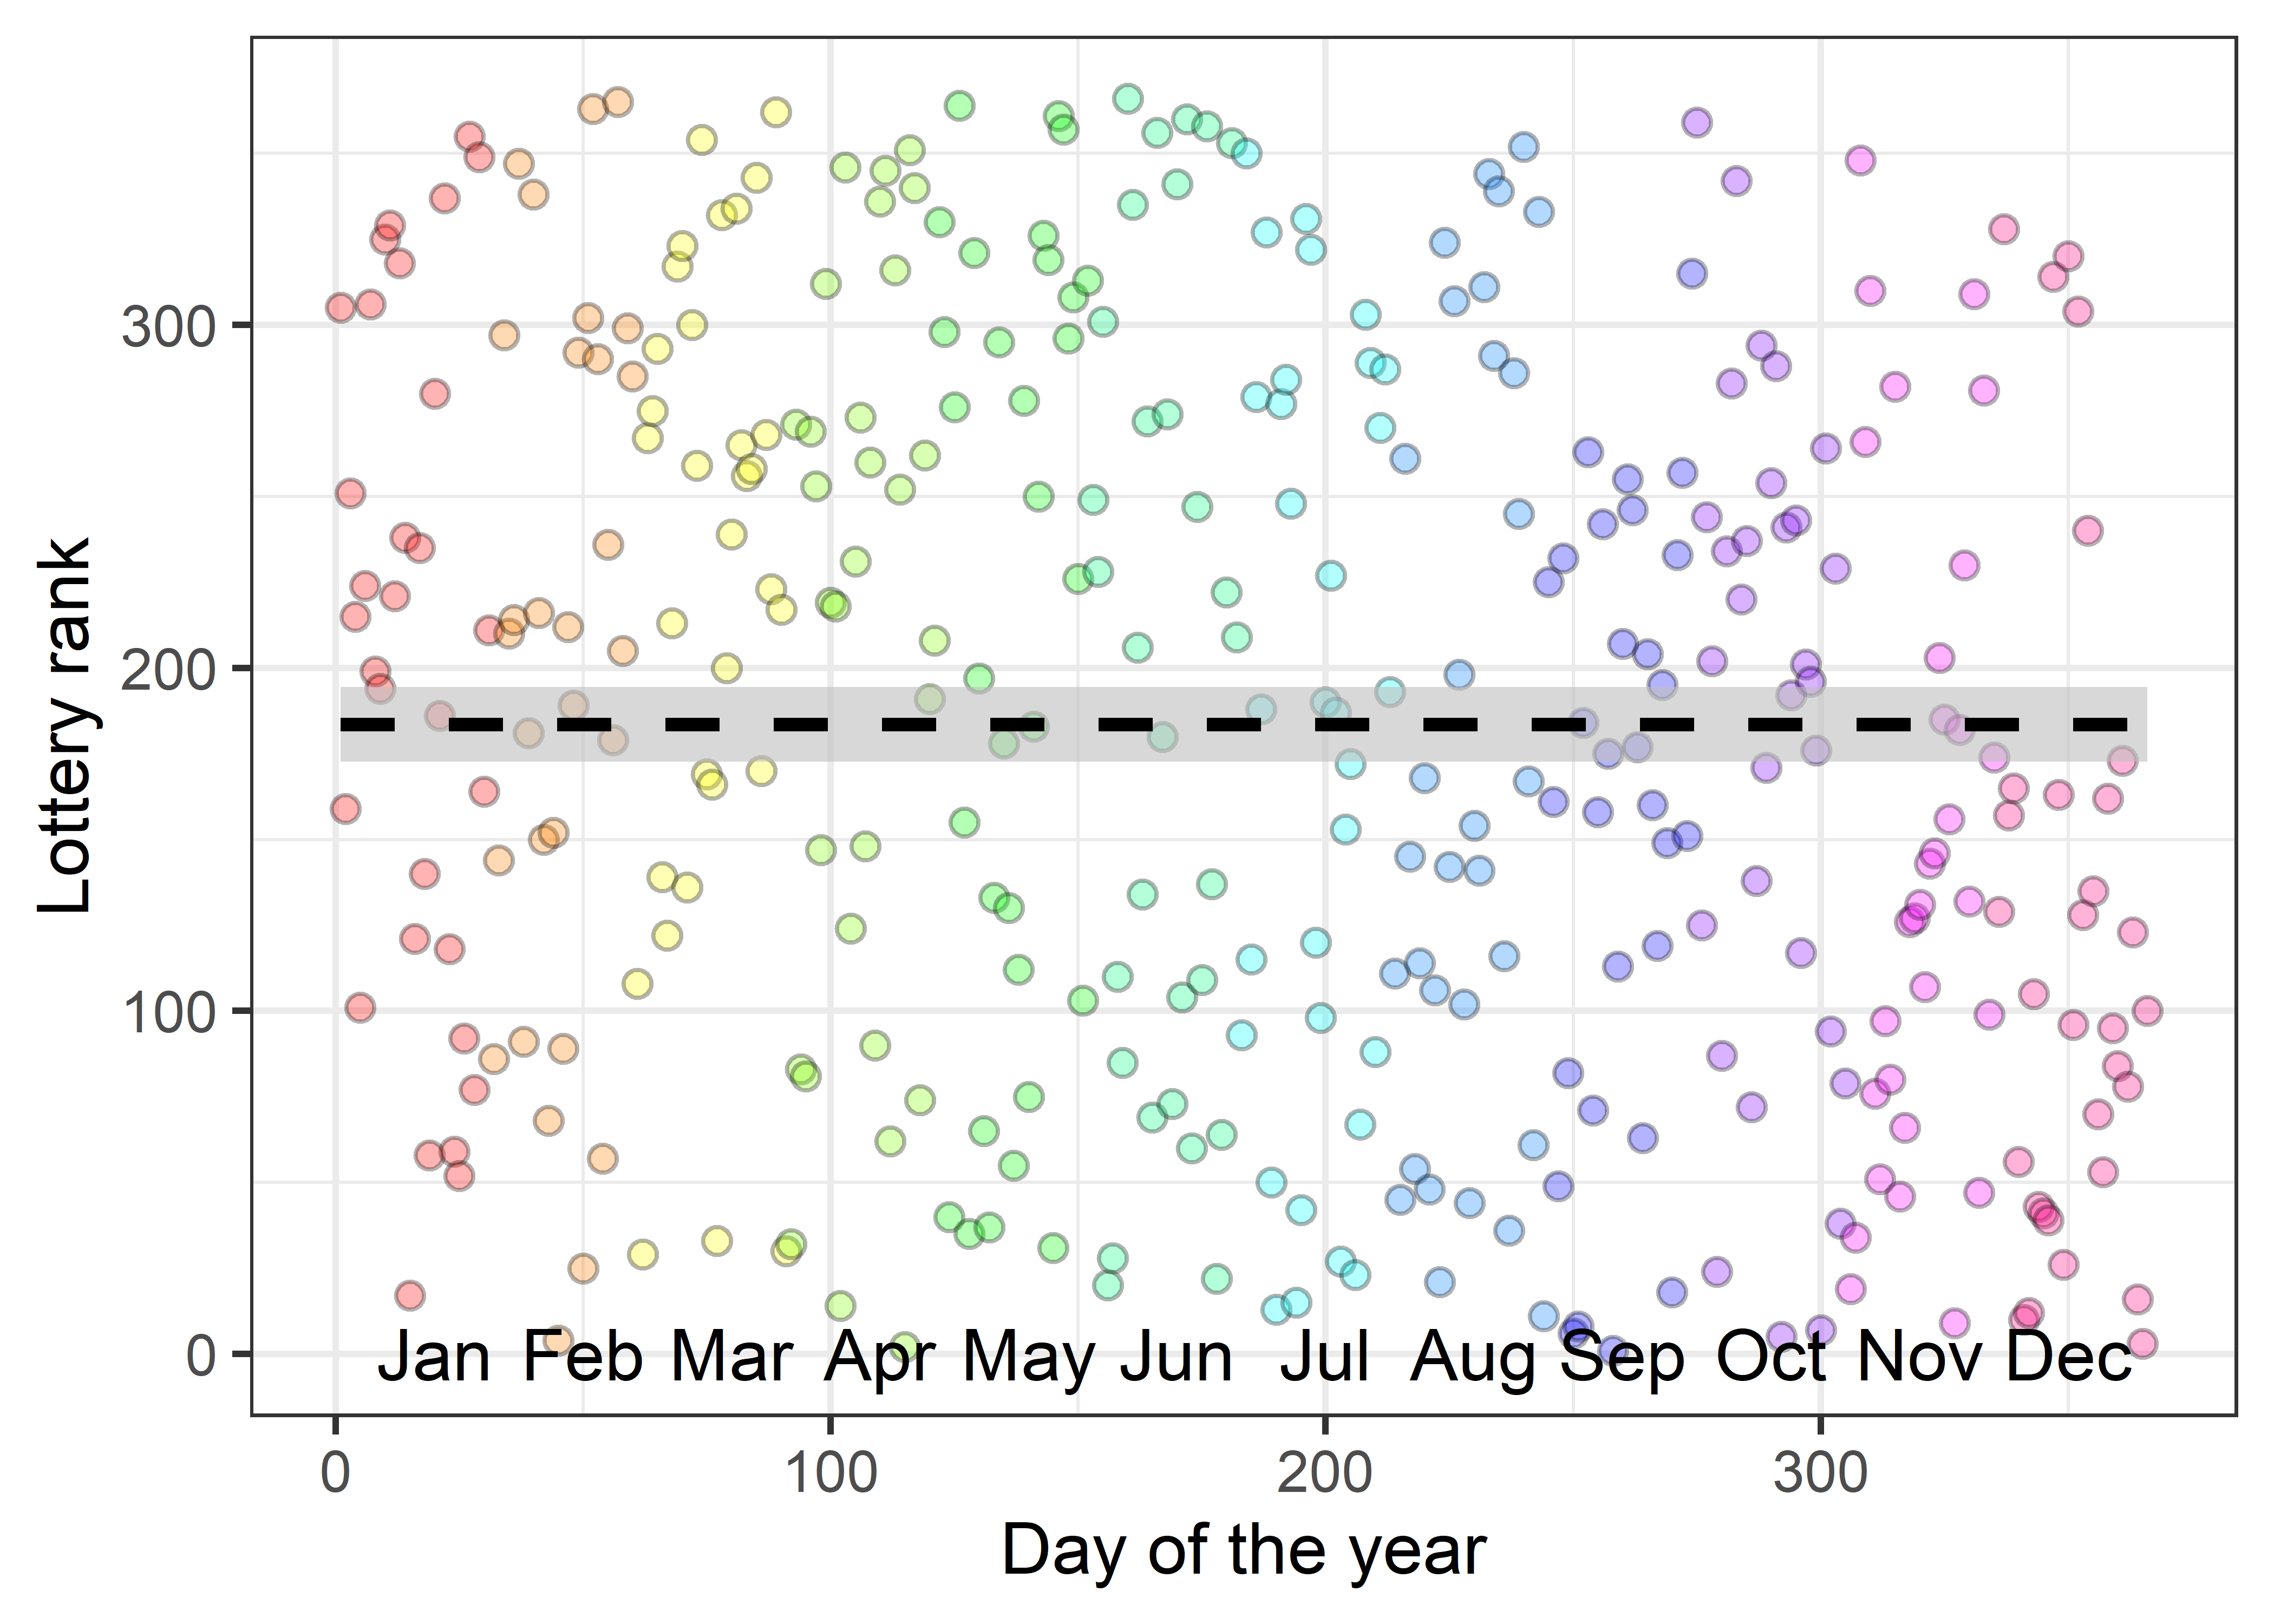 Lottery rank
300
200
100
0
Jan Feb Mar Apr May Jun Jul Aug Sep Oct Nov Dec
0 100 200 300
Day of the year